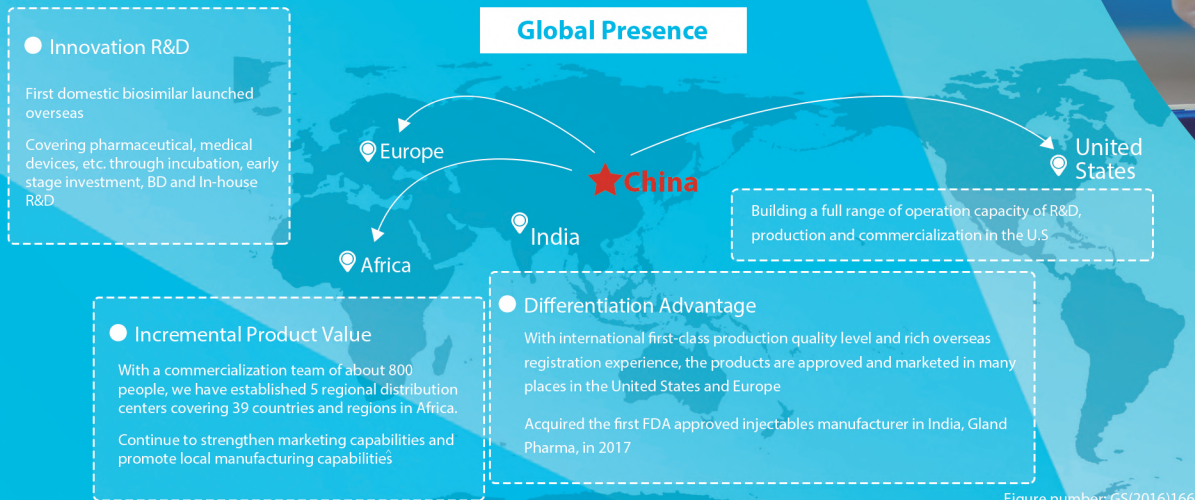 Global Presence
Innovation R&D
First domestic biosimilar launched
overseas
Covering pharmaceutical, medical
devices, etc. through incubation, early
stage investment, BD and In-house
R&D
Europe
China
United
States
India
Africa
Building a full range of operation capacity of R&D,
production and commercialization in the U.S
Incremental Product Value
With a commercialization team of about 800
people, we have established 5 regional distribution
centers covering 39 countries and regions in Africa.
Continue to strengthen marketing capabilities and
promote local manufacturing capabilities
Differentiation Advantage
With international first-class production quality level and rich overseas
registration experience, the products are approved and marketed in many
places in the United States and Europe
Acquired the first FDA approved injectables manufacturer in India, Gland
Pharma, in 2017
Figure number: GS(2016)166